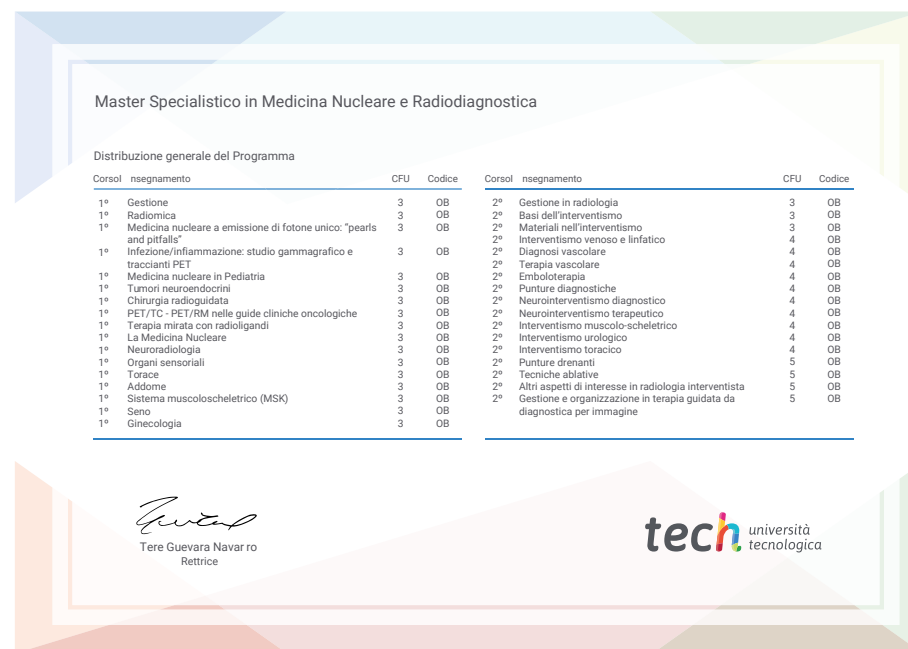 Master Specialistico in Medicina Nucleare e Radiodiagnostica
Distribuzione generale del Programma
Corsol nsegnamento CFU Codice
1º Gestione 3 OB
1º Radiomica 3 OB
1º Medicina nucleare a emissione di fotone unico: “pearls 3 OB
and pitfalls”
1º Infezione/infiammazione: studio gammagrafico e 3 OB
traccianti PET
1º Medicina nucleare in Pediatria 3 OB
1º Tumori neuroendocrini 3 OB
1º Chirurgia radioguidata 3 OB
1º PET/TC - PET/RM nelle guide cliniche oncologiche 3 OB
1º Terapia mirata con radioligandi 3 OB
1º La Medicina Nucleare 3 OB
1º Neuroradiologia 3 OB
1º Organi sensoriali 3 OB
1º Torace 3 OB
1º Addome 3 OB
1º Sistema muscoloscheletrico (MSK) 3 OB
1º Seno 3 OB
1º Ginecologia 3 OB
Corsol nsegnamento CFU Codice
2º Gestione in radiologia 3 OB
2º Basi dell’interventismo 3 OB
2º Materiali nell’interventismo 3 OB
2º Interventismo venoso e linfatico 4 OB
2º Diagnosi vascolare 4 OB
2º Terapia vascolare 4 OB
2º Emboloterapia 4 OB
2º Punture diagnostiche 4 OB
2º Neurointerventismo diagnostico 4 OB
2º Neurointerventismo terapeutico 4 OB
2º Interventismo muscolo-scheletrico 4 OB
2º Interventismo urologico 4 OB
2º Interventismo toracico 4 OB
2º Punture drenanti 5 OB
2º Tecniche ablative 5 OB
2º Altri aspetti di interesse in radiologia interventista 5 OB
2º Gestione e organizzazione in terapia guidata da 5 OB
diagnostica per immagine
Tere Guevara Navar ro
Rettrice
tech università
tecnologica